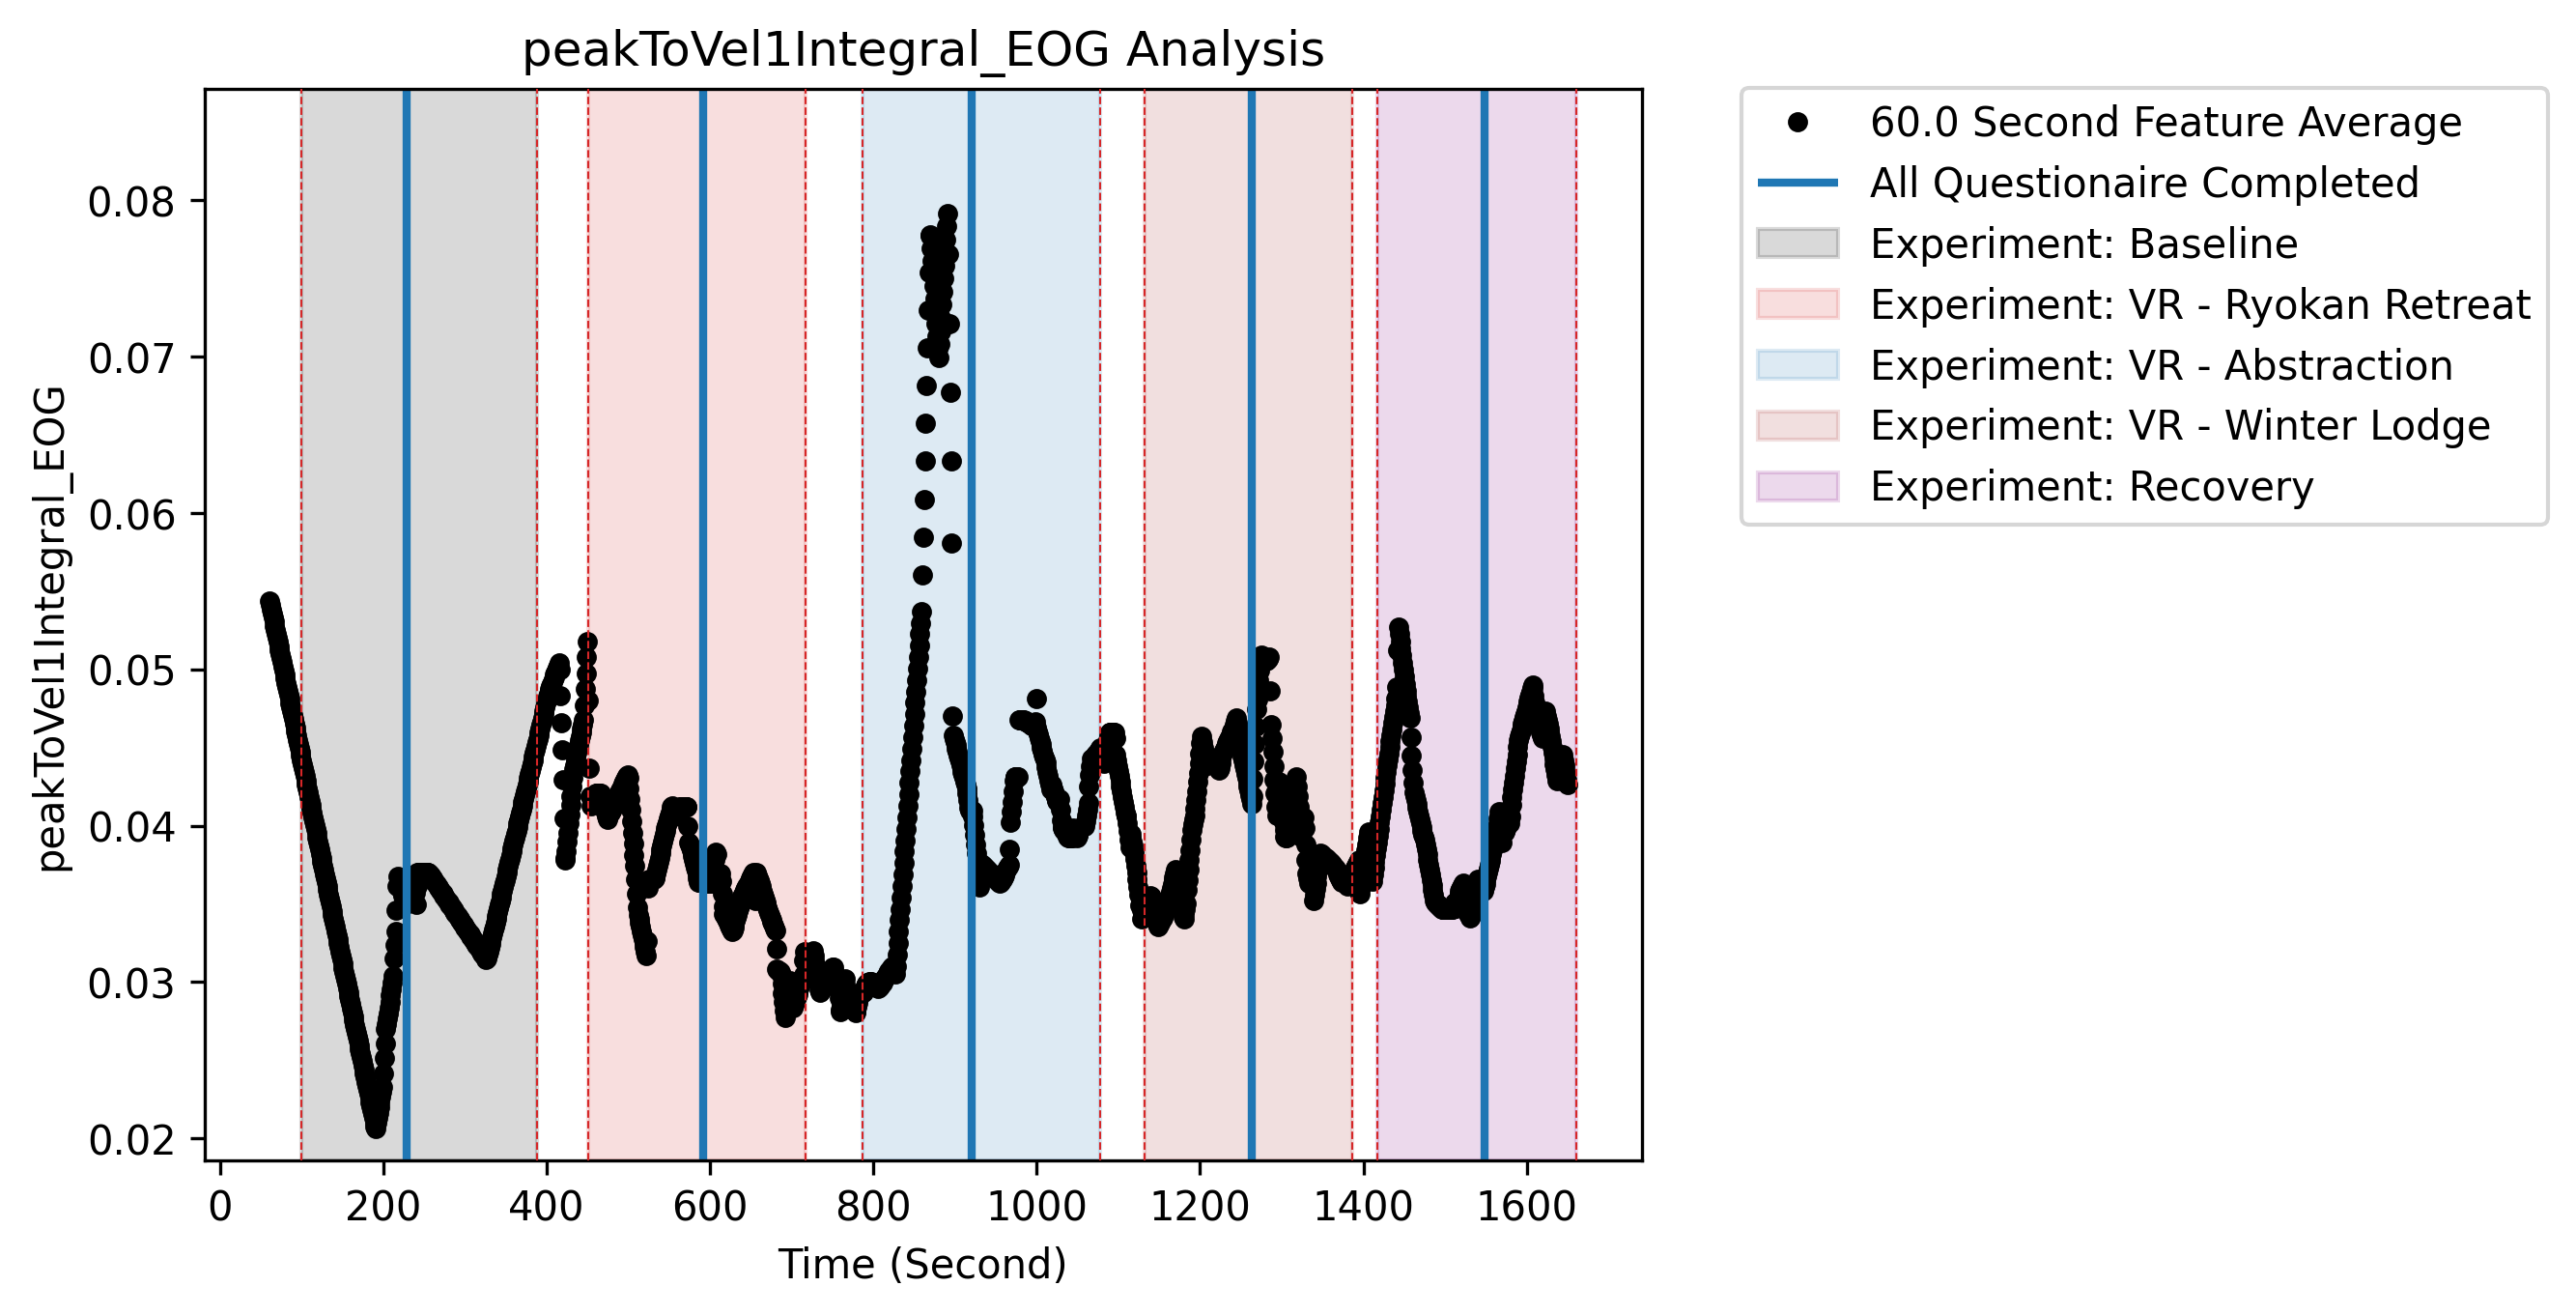 peakToVel1Integral_EOG Analysis
peakToVel1Integral_EOG
0.08
0.07
0.06
0.05
0.04
0.03
0.02
0 200 400 600 800 1000 1200 1400 1600
Time (Second)
60.0 Second Feature Average
All Questionaire Completed
Experiment: Baseline
Experiment: VR - Ryokan Retreat
Experiment: VR - Abstraction
Experiment: VR - Winter Lodge
Experiment: Recovery